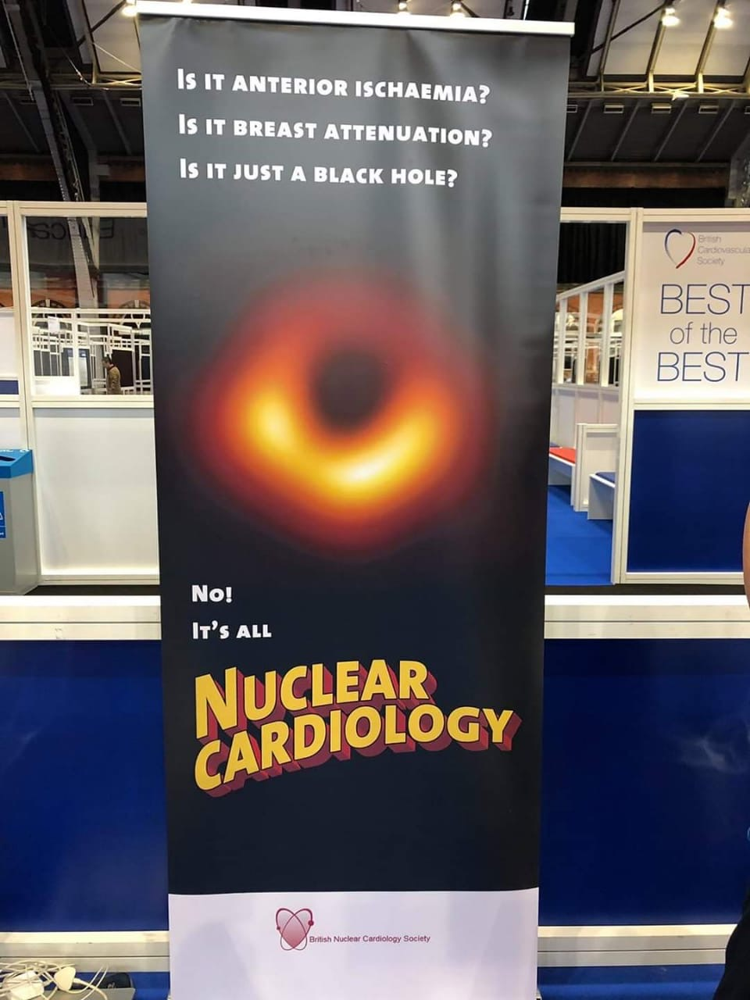 Is it anterior ischaemia?
Is it breast attenuation?
Is it just a black hole?
No!
It's all
Nuclear
Cardiology
British Nuclear Cardiology Society
British
Cardiovascula
Society
BEST
of the
BEST